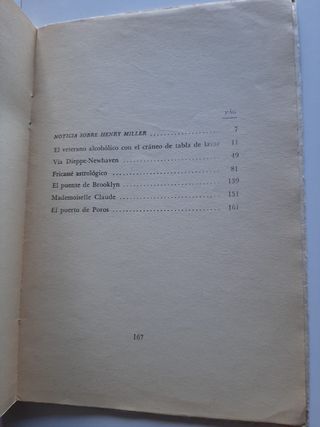 PÁG.
NOTICIA SOBRE HENRY MILLER .................... 7
El veterano alcohólico con el cráneo de tabla de lavar 11
Vía Dieppe-Newhaven .................... 49
Fricassé astrológico .................... 81
El puente de Brooklyn .................... 139
Mademoiselle Claude .................... 151
El puerto de Poros .................... 161
167